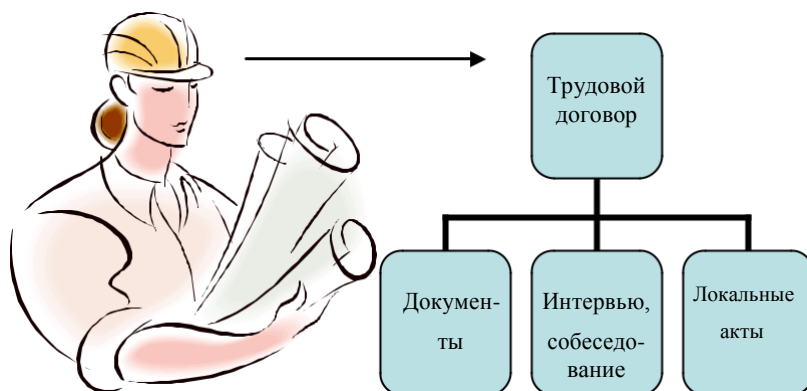 Трудовой
договор
Докумен-
ты
Интервью,
собеседо-
вание
Локальные
акты